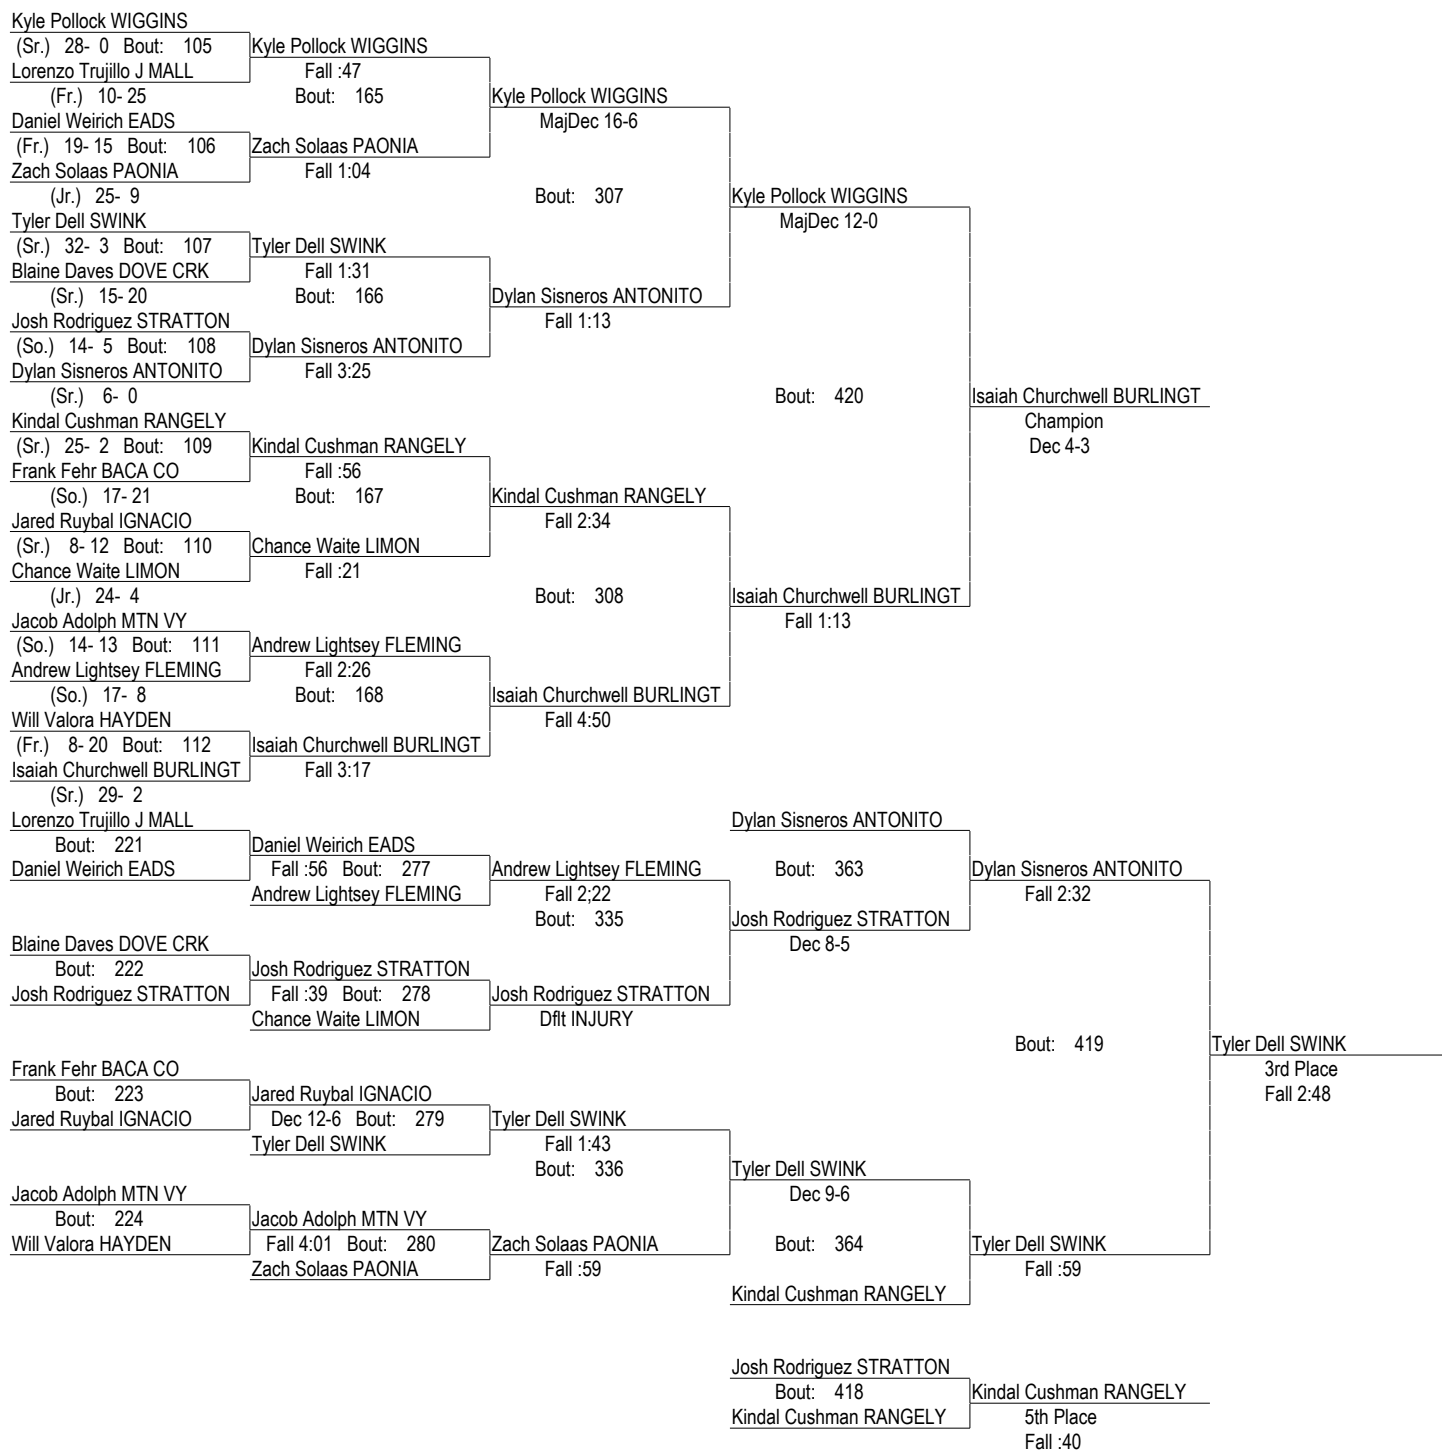 Kyle Pollock WIGGINS
(Sr.) 28- 0 Bout: 105 Kyle Pollock WIGGINS
Lorenzo Trujillo J MALL Fall :47
(Fr.) 10- 25 Bout: 165 Kyle Pollock WIGGINS
Daniel Weirich EADS MajDec 16-6
(Fr.) 19- 15 Bout: 106 Zach Solaas PAONIA
Zach Solaas PAONIA Fall 1:04
(Jr.) 25- 9 Bout: 307 Kyle Pollock WIGGINS
Tyler Dell SWINK MajDec 12-0
(Sr.) 32- 3 Bout: 107 Tyler Dell SWINK
Blaine Daves DOVE CRK Fall 1:31
(Sr.) 15- 20 Bout: 166 Dylan Sisneros ANTONITO
Josh Rodriguez STRATTON Fall 1:13
(So.) 14- 5 Bout: 108 Dylan Sisneros ANTONITO
Dylan Sisneros ANTONITO Fall 3:25
(Sr.) 6- 0 Bout: 420 Isaiah Churchwell BURLINGT
Kindal Cushman RANGELY Champion
(Sr.) 25- 2 Bout: 109 Kindal Cushman RANGELY Dec 4-3
Frank Fehr BACA CO Fall :56
(So.) 17- 21 Bout: 167 Kindal Cushman RANGELY
Jared Ruybal IGNACIO Fall 2:34
(Sr.) 8- 12 Bout: 110 Chance Waite LIMON
Chance Waite LIMON Fall :21
(Jr.) 24- 4 Bout: 308 Isaiah Churchwell BURLINGT
Jacob Adolph MTN VY Fall 1:13
(So.) 14- 13 Bout: 111 Andrew Lightsey FLEMING
Andrew Lightsey FLEMING Fall 2:26
(So.) 17- 8 Bout: 168 Isaiah Churchwell BURLINGT
Will Valora HAYDEN Fall 4:50
(Fr.) 8- 20 Bout: 112 Isaiah Churchwell BURLINGT
Isaiah Churchwell BURLINGT Fall 3:17
(Sr.) 29- 2
Lorenzo Trujillo J MALL Dylan Sisneros ANTONITO
Bout: 221 Daniel Weirich EADS
Daniel Weirich EADS Fall :56 Bout: 277 Andrew Lightsey FLEMING Bout: 363 Dylan Sisneros ANTONITO
Andrew Lightsey FLEMING Fall 2;22 Fall 2:32
Bout: 335 Josh Rodriguez STRATTON
Blaine Daves DOVE CRK Dec 8-5
Bout: 222 Josh Rodriguez STRATTON
Josh Rodriguez STRATTON Fall :39 Bout: 278 Josh Rodriguez STRATTON
Chance Waite LIMON Dflt INJURY
Bout: 419 Tyler Dell SWINK
Frank Fehr BACA CO 3rd Place
Bout: 223 Jared Ruybal IGNACIO Fall 2:48
Jared Ruybal IGNACIO Dec 12-6 Bout: 279 Tyler Dell SWINK
Tyler Dell SWINK Fall 1:43
Bout: 336 Tyler Dell SWINK
Jacob Adolph MTN VY Dec 9-6
Bout: 224 Jacob Adolph MTN VY
Will Valora HAYDEN Fall 4:01 Bout: 280 Zach Solaas PAONIA Bout: 364 Tyler Dell SWINK
Zach Solaas PAONIA Fall :59 Fall :59
Kindal Cushman RANGELY
Josh Rodriguez STRATTON
Bout: 418 Kindal Cushman RANGELY
Kindal Cushman RANGELY 5th Place
Fall :40